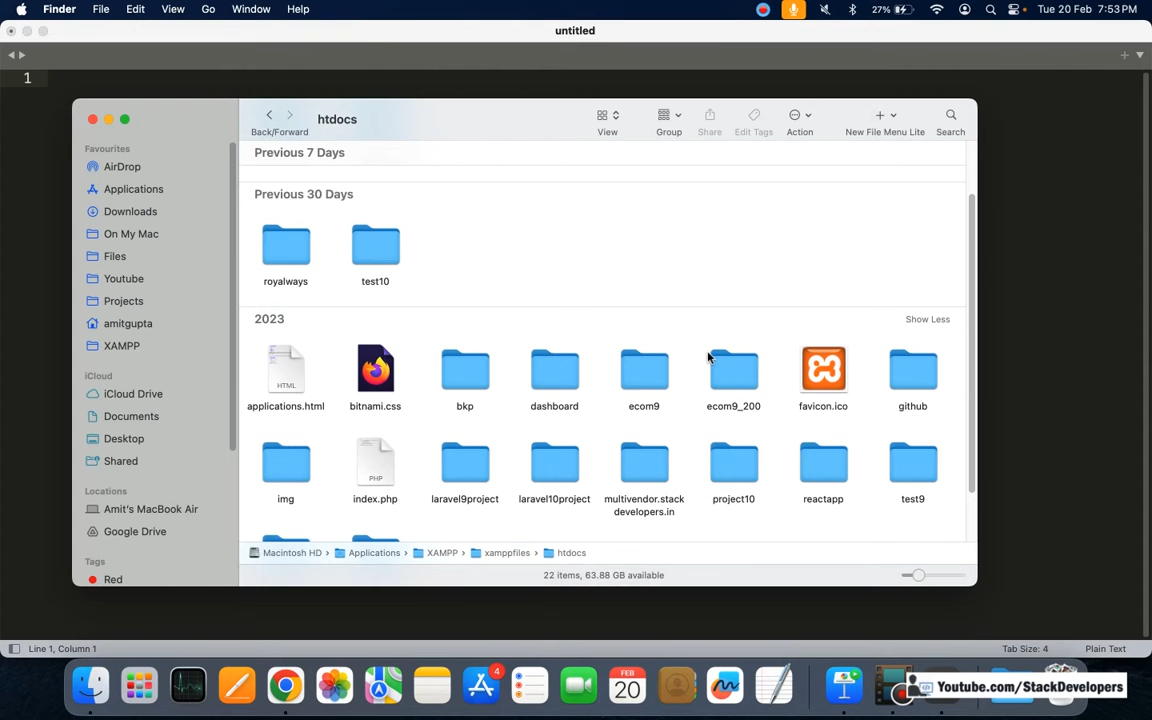 Finder File Edit View Go Window Help 27% Tue 20 Feb 7:53 PM
untitled
1
htdocs
Back/Forward View Group Share Edit Tags Action New File Menu Lite Search
Favourites
AirDrop
Applications
Downloads
On My Mac
Files
Youtube
Projects
amitgupta
XAMPP
iCloud
iCloud Drive
Documents
Desktop
Shared
Locations
Amit's MacBook Air
Google Drive
Tags
Red
Previous 7 Days
Previous 30 Days
royalways test10
2023 Show Less
HTML
applications.html bitnami.css bkp dashboard ecom9 ecom9_200 favicon.ico github
PHP
img index.php laravel9project laravel10project multivendor.stack project10 reactapp test9
developers.in
Macintosh HD › Applications › XAMPP › xamppfiles › htdocs
22 items, 63.88 GB available
Line 1, Column 1 Tab Size: 4 Plain Text
4
FEB
20
Youtube.com/StackDevelopers